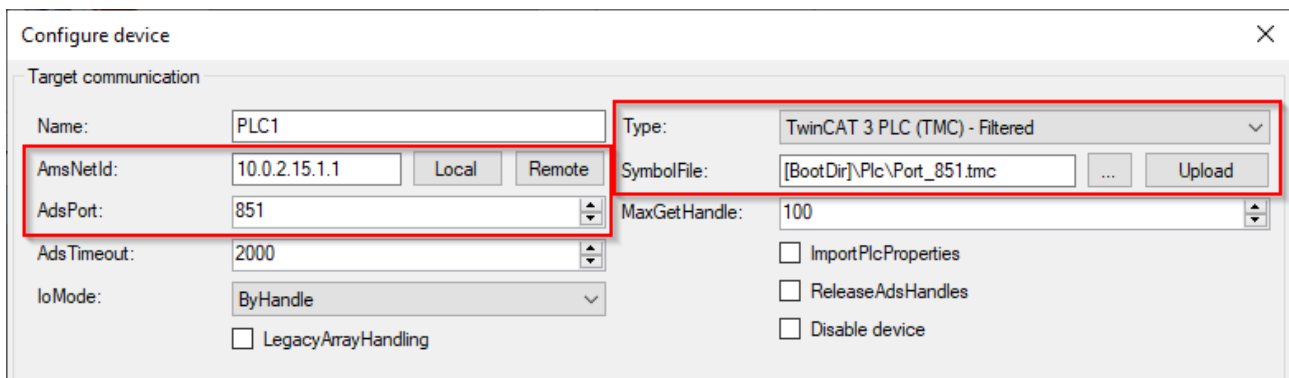 Configure device
Target communication
Name: PLC1 Type: TwinCAT 3 PLC (TMC) - Filtered
AmsNetId: 10.0.2.15.1.1 Local Remote SymbolFile: [BootDir]\Plc\Port_851.tmc ... Upload
AdsPort: 851 MaxGetHandle: 100
AdsTimeout: 2000 ImportPlcProperties
IoMode: ByHandle ReleaseAdsHandles
LegacyArrayHandling Disable device